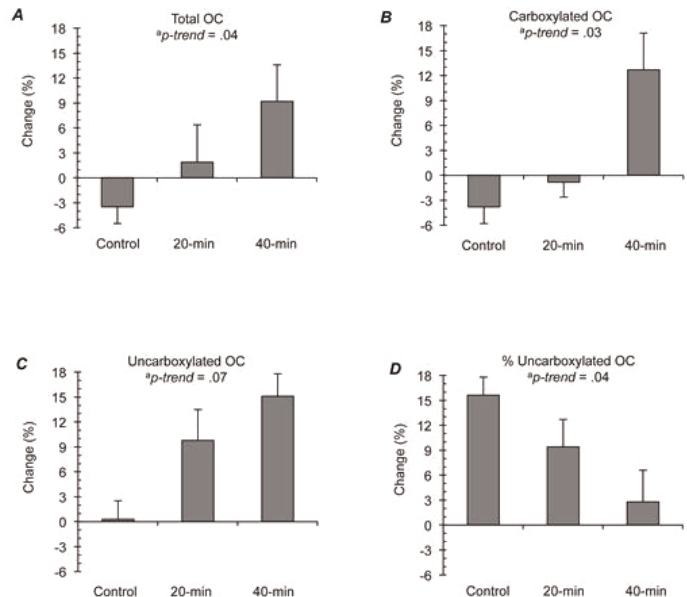 A
Total OC
ap-trend = .04
Change (%)
18
15
12
9
6
3
0
-3
-6
Control 20-min 40-min
B
Carboxylated OC
ap-trend = .03
Change (%)
18
15
12
9
6
3
0
-3
-6
Control 20-min 40-min
C
Uncarboxylated OC
ap-trend = .07
Change (%)
18
15
12
9
6
3
0
-3
-6
Control 20-min 40-min
D
% Uncarboxylated OC
ap-trend = .04
Change (%)
18
15
12
9
6
3
0
-3
-6
Control 20-min 40-min